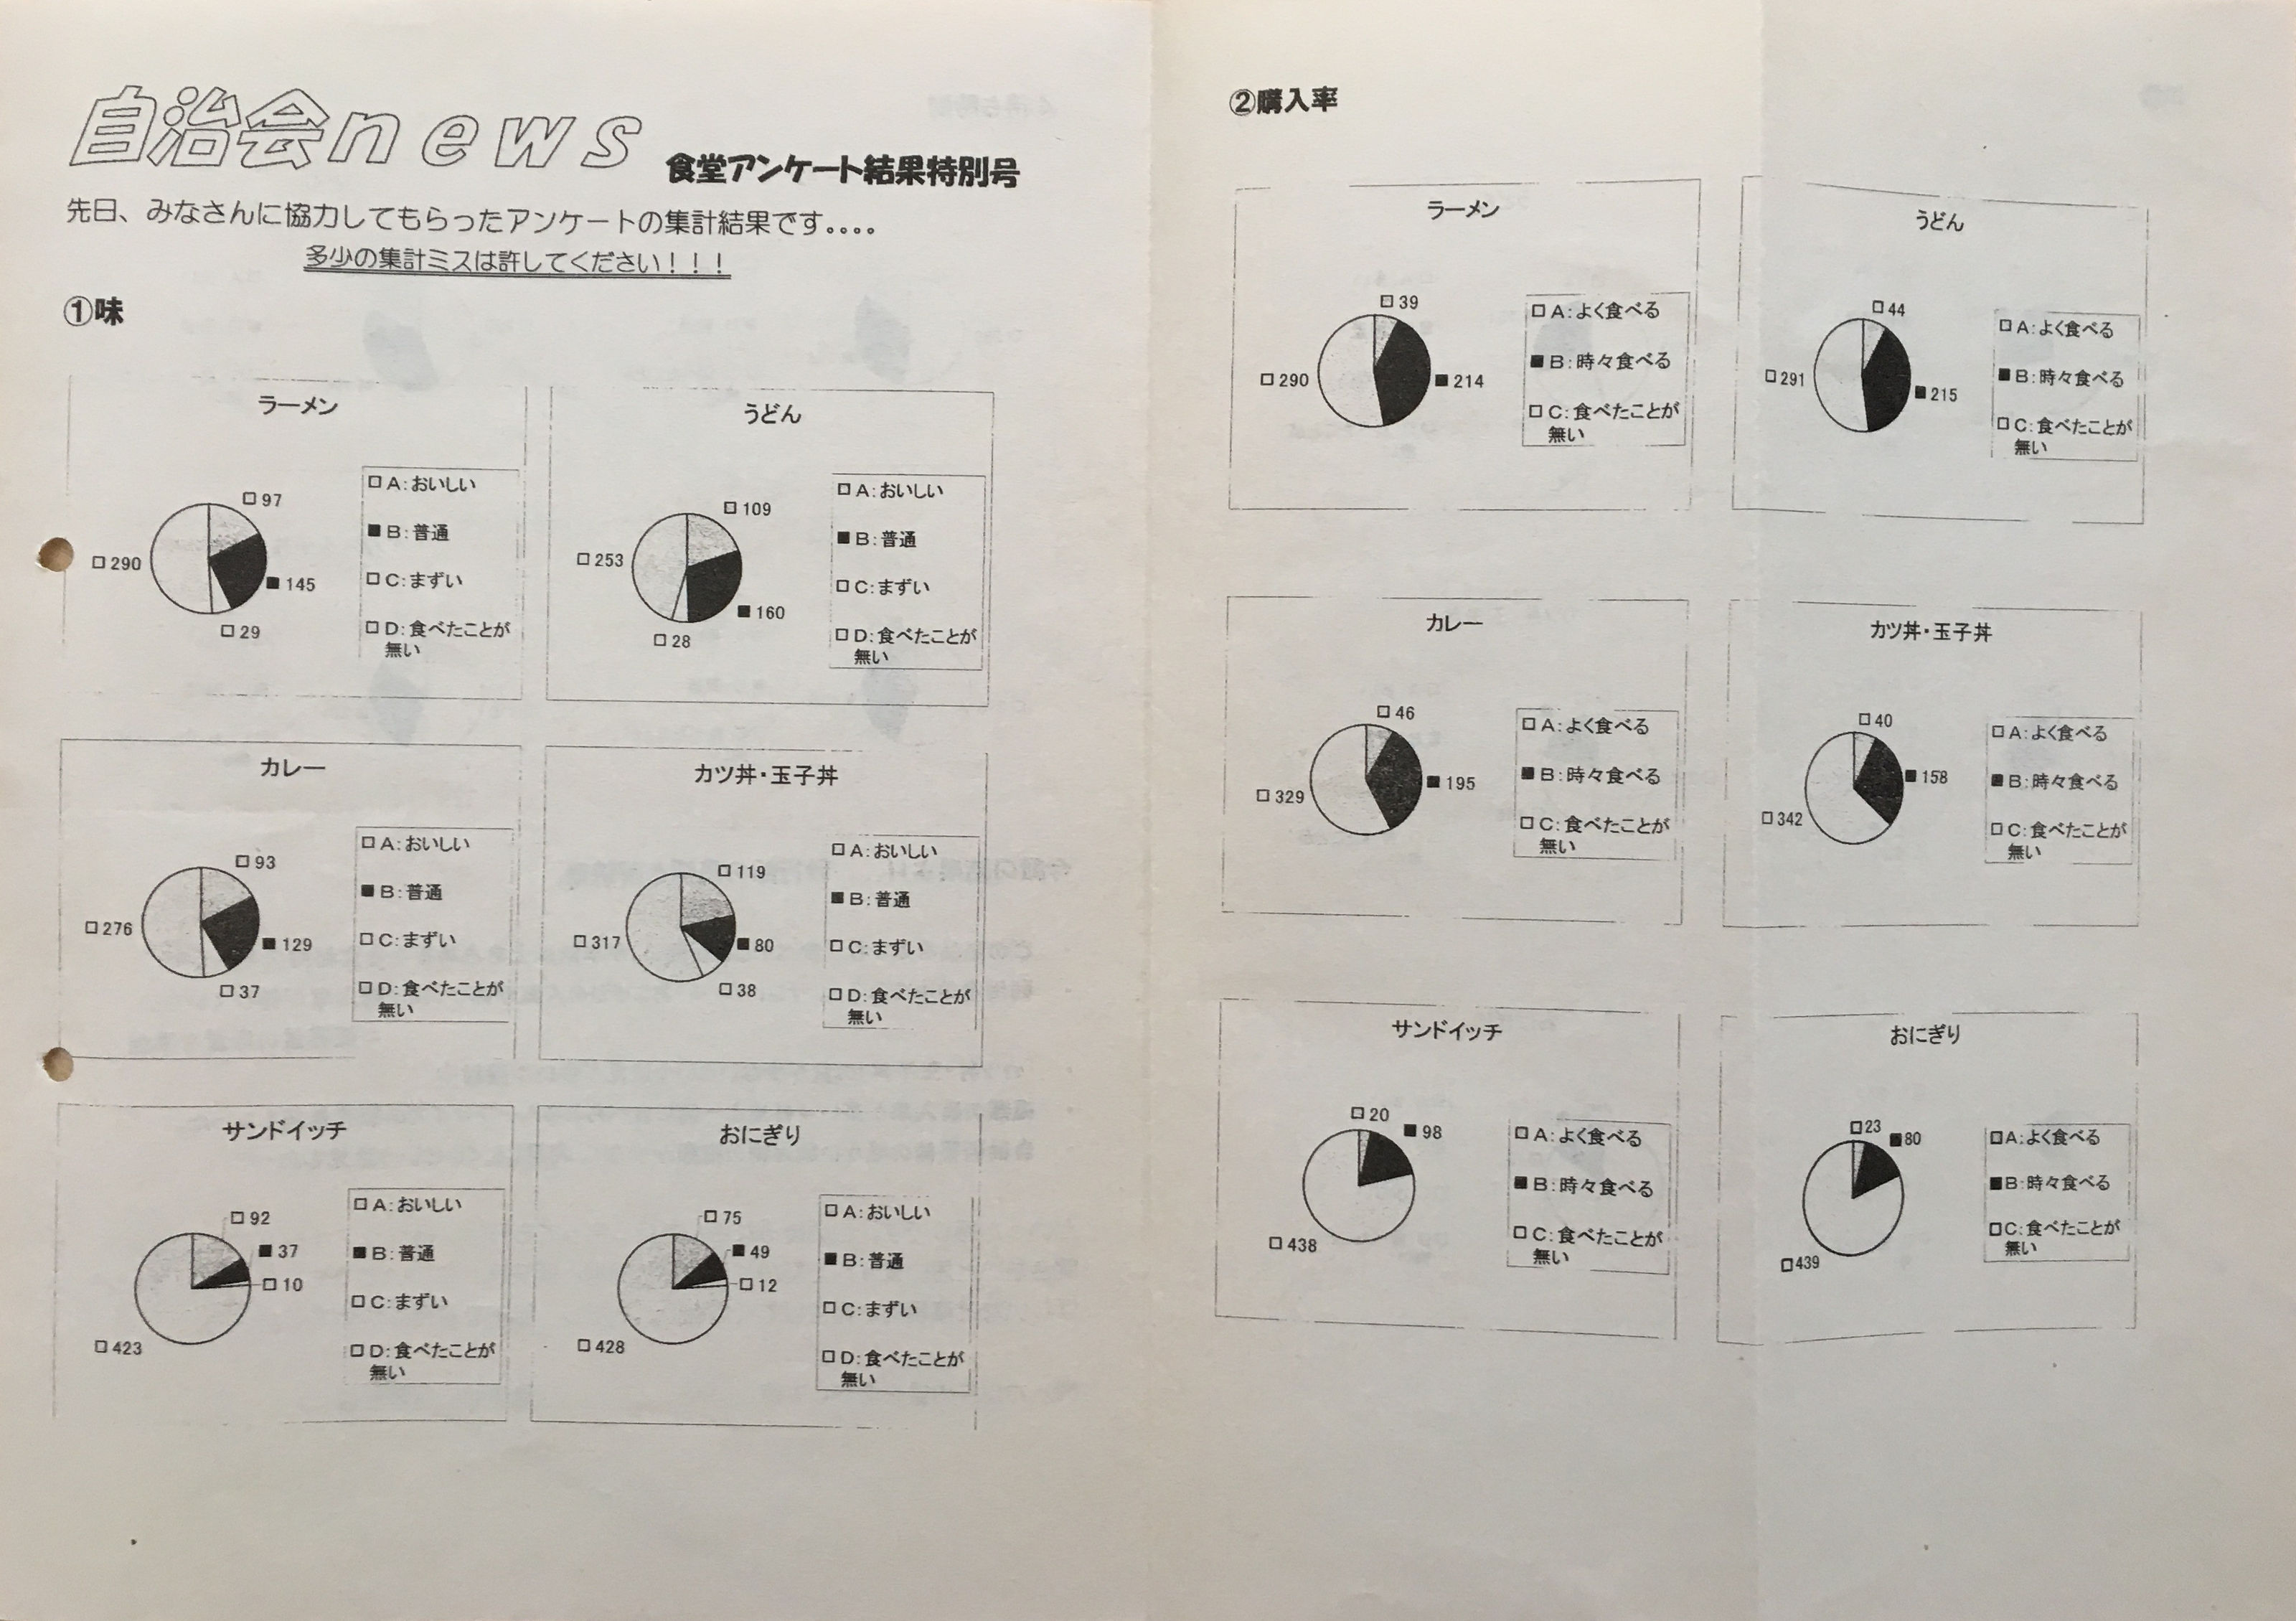 自治会news
食堂アンケート結果特別号
先日、みなさんに協力してもらったアンケートの集計結果です。。。。
多少の集計ミスは許してください！！！
①味
ラーメン
97
290
145
29
A：おいしい
B：普通
C：まずい
D：食べたことが
無い
うどん
109
253
160
28
A：おいしい
B：普通
C：まずい
D：食べたことが
無い
カレー
93
276
129
37
A：おいしい
B：普通
C：まずい
D：食べたことが
無い
カツ丼・玉子丼
119
317
80
38
A：おいしい
B：普通
C：まずい
D：食べたことが
無い
サンドイッチ
92
37
10
423
A：おいしい
B：普通
C：まずい
D：食べたことが
無い
おにぎり
75
49
12
428
A：おいしい
B：普通
C：まずい
D：食べたことが
無い
②購入率
ラーメン
39
290
214
A：よく食べる
B：時々食べる
C：食べたことが
無い
うどん
44
291
215
A：よく食べる
B：時々食べる
C：食べたことが
無い
カレー
46
329
195
A：よく食べる
B：時々食べる
C：食べたことが
無い
カツ丼・玉子丼
40
342
158
A：よく食べる
B：時々食べる
C：食べたことが
無い
サンドイッチ
20
98
438
A：よく食べる
B：時々食べる
C：食べたことが
無い
おにぎり
23
80
439
A：よく食べる
B：時々食べる
C：食べたことが
無い